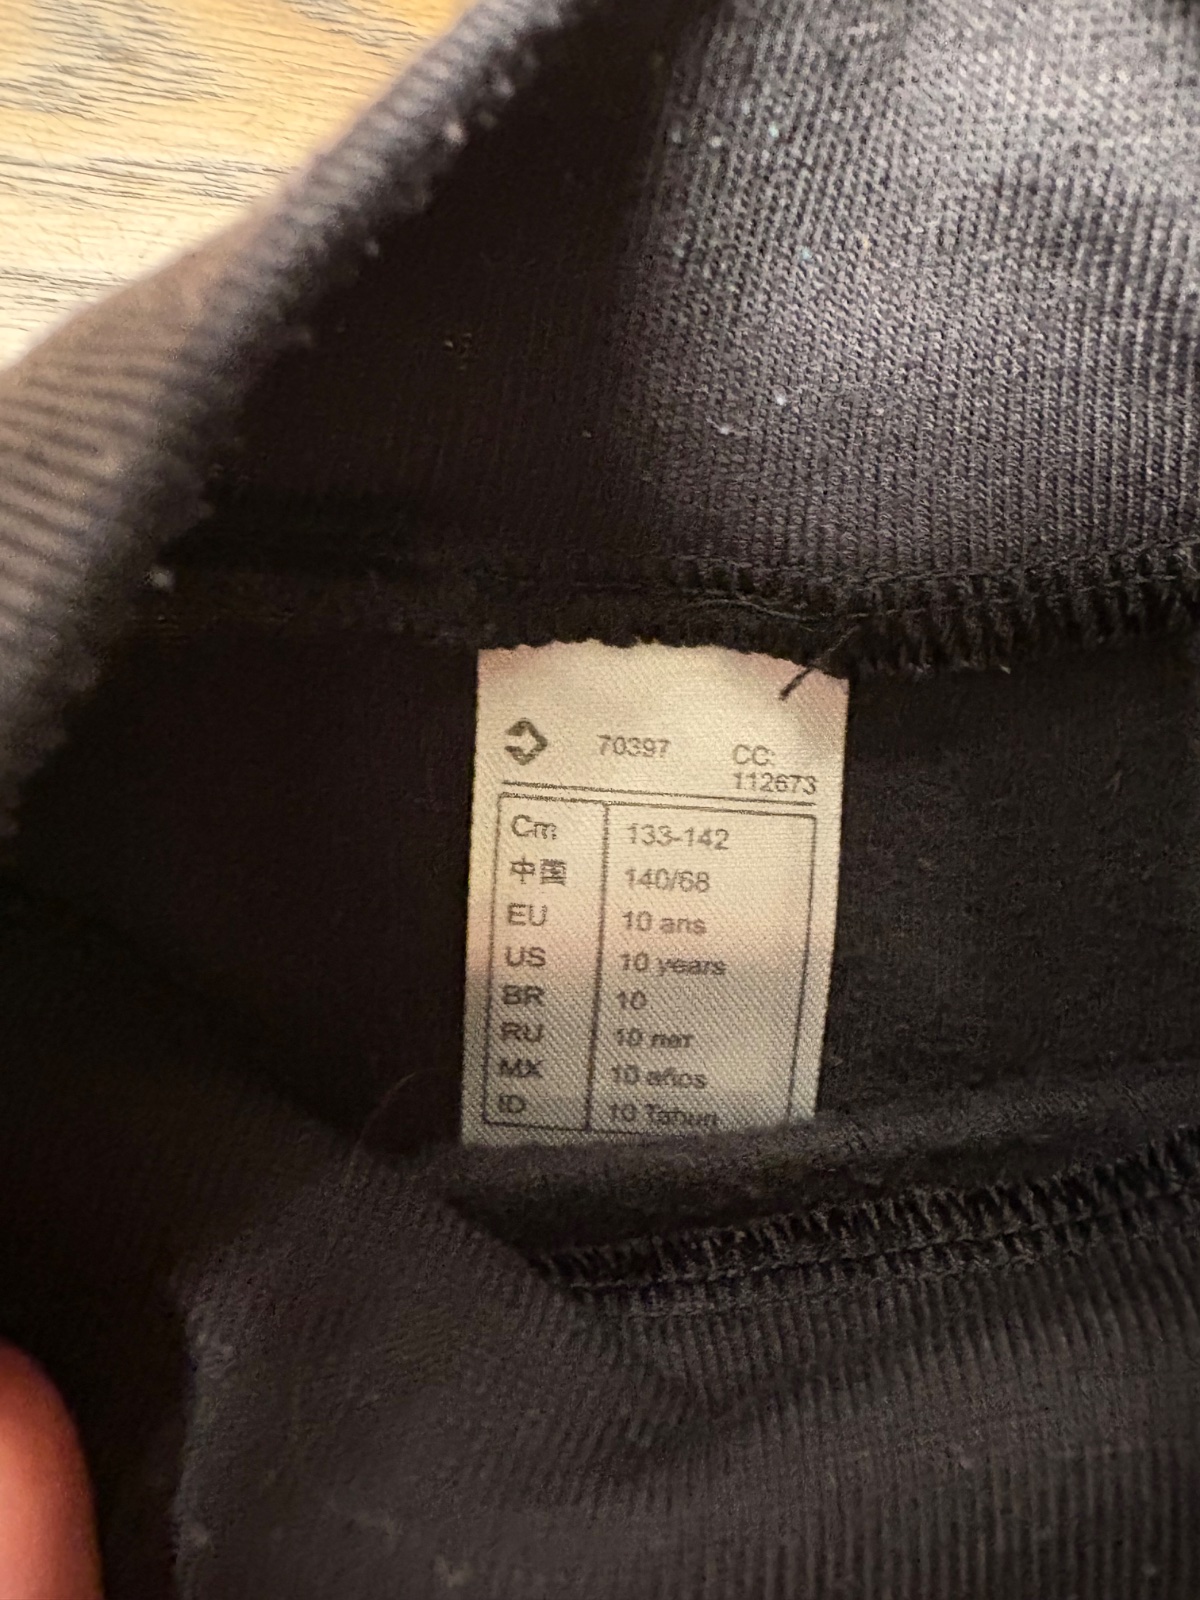 70397 CC:
112673
Cm 133-142
中国 140/68
EU 10 ans
US 10 years
BR 10
RU 10 лет
MX 10 años
ID 10 Tahun